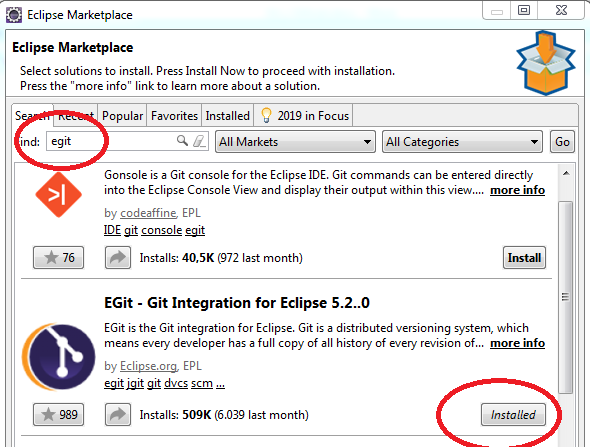 Eclipse Marketplace
Eclipse Marketplace
Select solutions to install. Press Install Now to proceed with installation.
Press the "more info" link to learn more about a solution.
Search Recent Popular Favorites Installed 2019 in Focus
Find: egit All Markets All Categories Go
Gonsole is a Git console for the Eclipse IDE. Git commands can be entered directly
into the Eclipse Console View and display their output within this view.... more info
by codeaffine, EPL
IDE git console egit
76 Installs: 40,5K (972 last month) Install
EGit - Git Integration for Eclipse 5.2..0
EGit is the Git integration for Eclipse. Git is a distributed versioning system, which
means every developer has a full copy of all history of every revision of... more info
by Eclipse.org, EPL
egit jgit git dvcs scm ...
989 Installs: 509K (6.039 last month) Installed